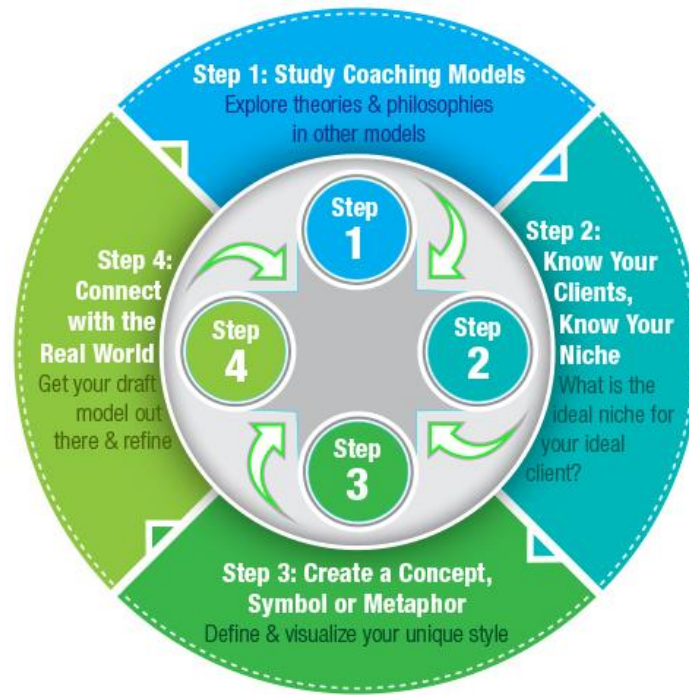 Step 1: Study Coaching Models
Explore theories & philosophies
in other models
Step
1
Step 2:
Know Your
Clients,
Know Your
Niche
What is the
ideal niche for
your ideal
client?
Step
2
Step 3: Create a Concept,
Symbol or Metaphor
Define & visualize your unique style
Step
3
Step 4:
Connect
with the
Real World
Get your draft
model out
there & refine
Step
4